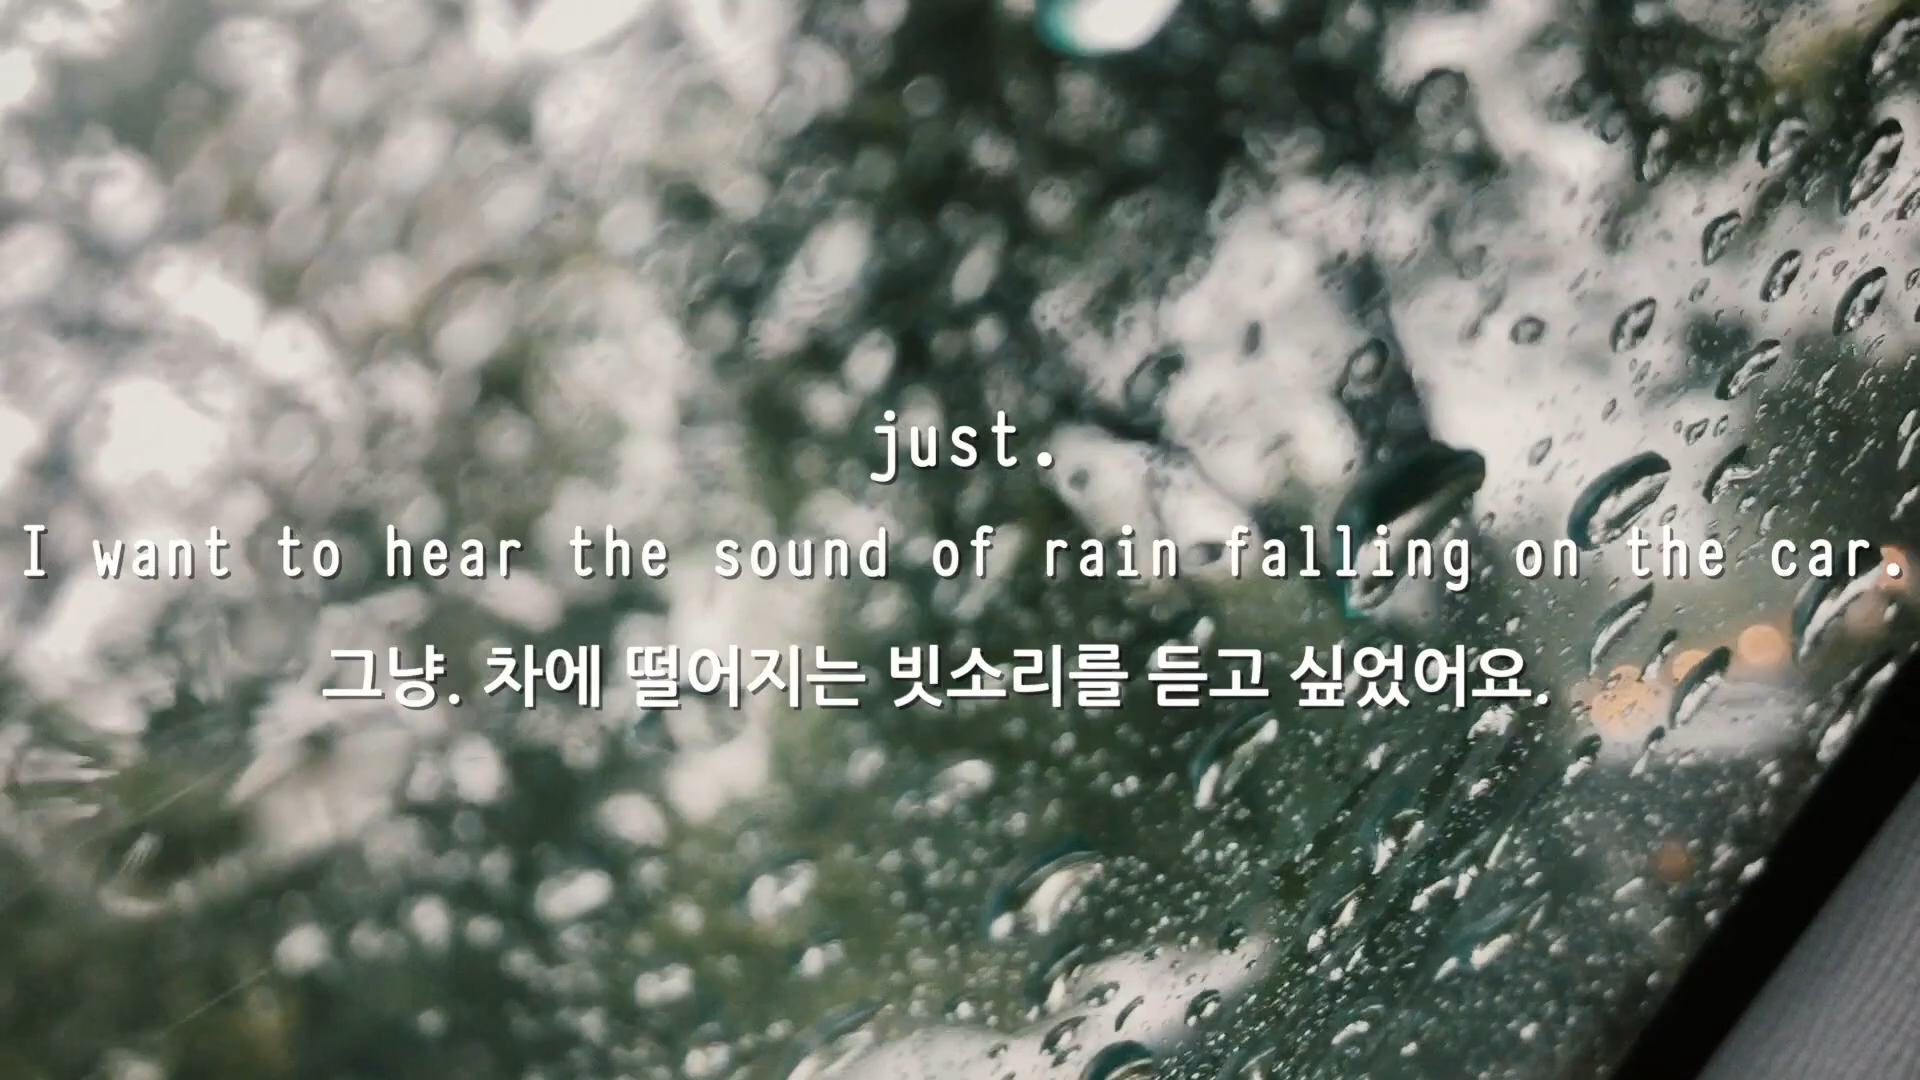 just.
I want to hear the sound of rain falling on the car.
그냥. 차에 떨어지는 빗소리를 듣고 싶었어요.